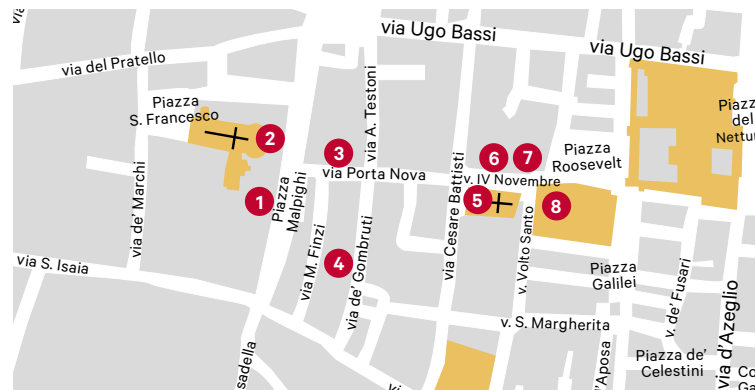 via Ugo Bassi
via Ugo Bassi
via del Pratello
Piazza
S. Francesco
Piazza
del
2
3
via A. Testoni
6
7
Piazza
Roosevelt
via Porta Nova
v. IV Novembre
via de' Marchi
1
Piazza
Malpighi
via Cesare Battisti
5
8
v. Volto Santo
via M. Finzi
4
via de' Gombruti
via S. Isaia
Piazza
Galilei
v. de' Fusari
via d'Azeglio
v. S. Margherita
Piazza de'
Celestini